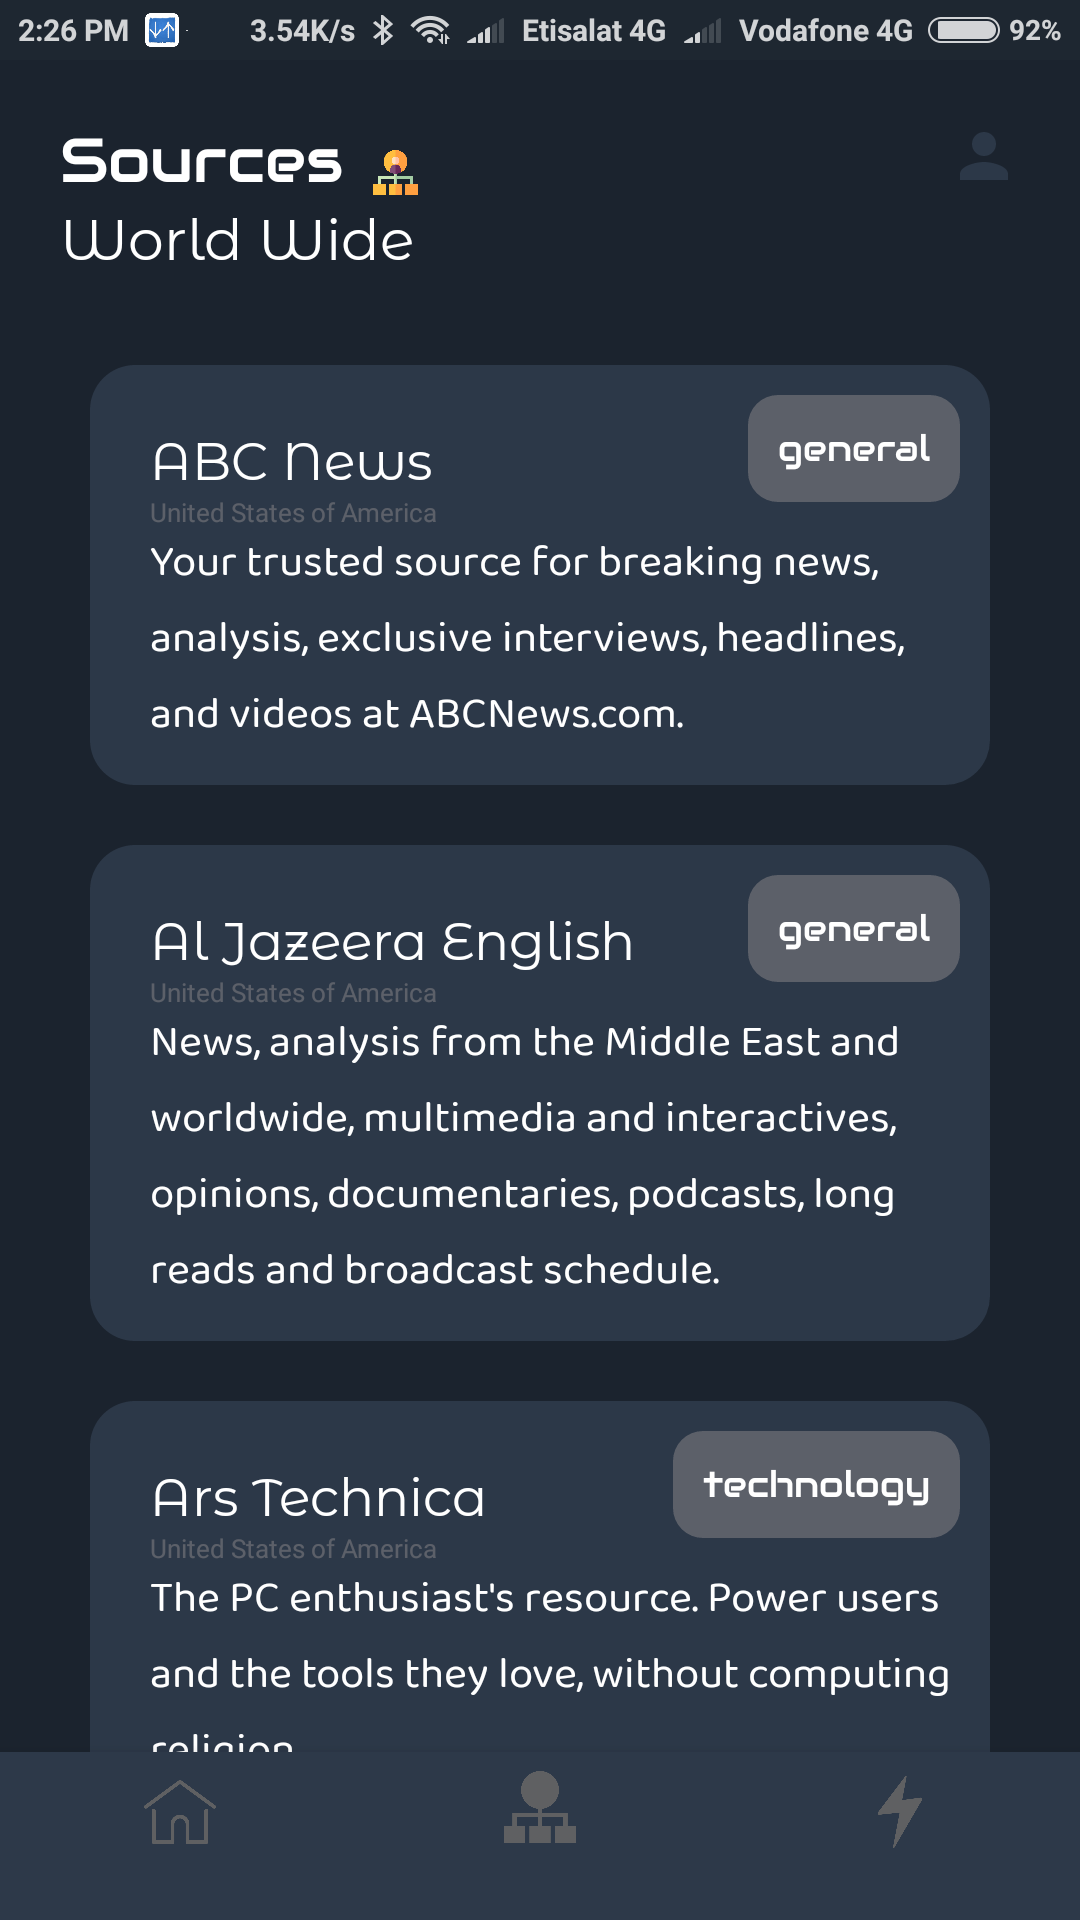 2:26 PM 3.54K/s Etisalat 4G Vodafone 4G 92%
Sources
World Wide
ABC News
general
United States of America
Your trusted source for breaking news,
analysis, exclusive interviews, headlines,
and videos at ABCNews.com.
Al Jazeera English
general
United States of America
News, analysis from the Middle East and
worldwide, multimedia and interactives,
opinions, documentaries, podcasts, long
reads and broadcast schedule.
Ars Technica
technology
United States of America
The PC enthusiast's resource. Power users
and the tools they love, without computing
religion